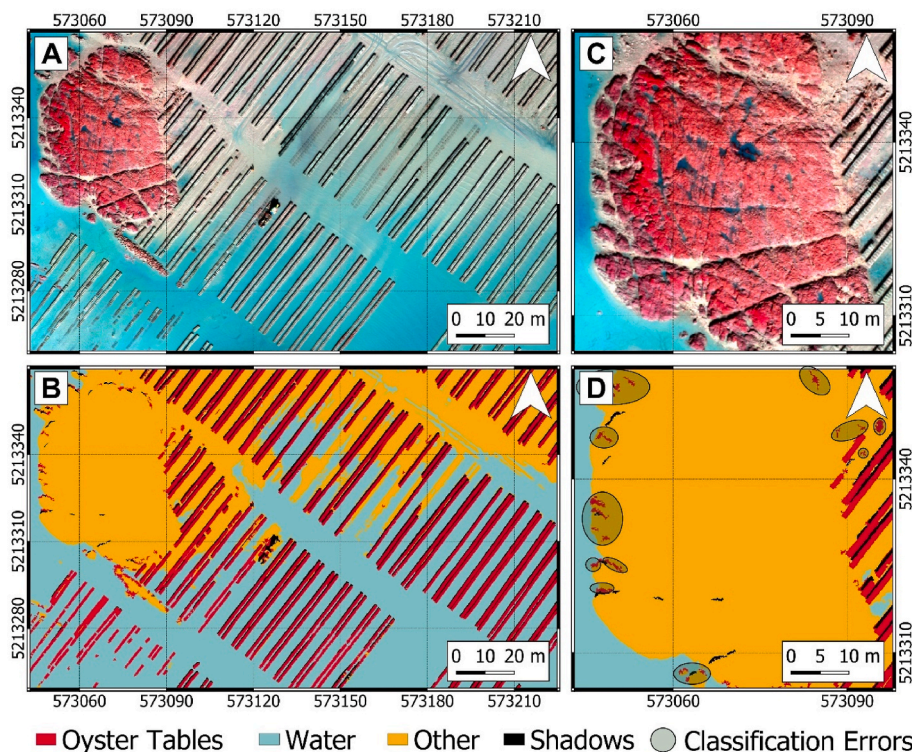 573060 573090 573120 573150 573180 573210
573060 573090
A
C
5213340
5213310
5213280
5213340
5213310
0 10 20 m
0 5 10 m
B
D
5213340
5213310
5213280
5213340
5213310
0 10 20 m
0 5 10 m
573060 573090 573120 573150 573180 573210
573060 573090
Oyster Tables Water Other Shadows Classification Errors